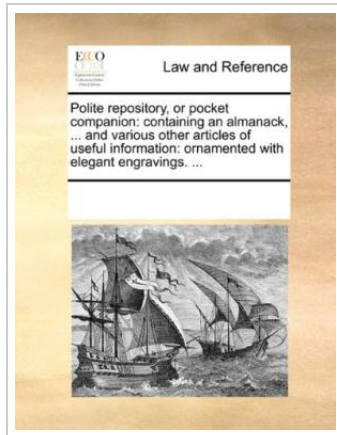 ECCO
Law and Reference
Polite repository, or pocket
companion: containing an almanack,
... and various other articles of
useful information: ornamented with
elegant engravings. ...